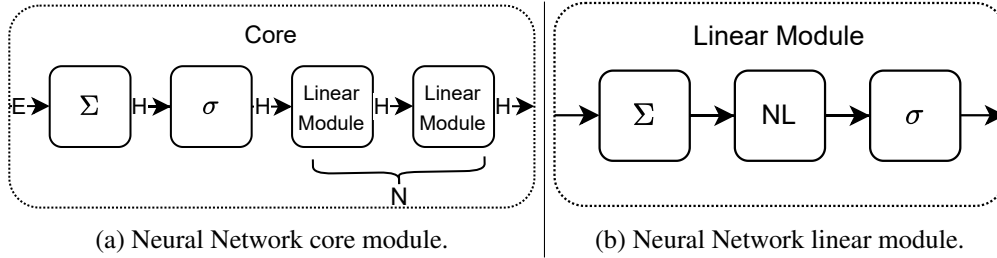 Core
E Σ H σ H Linear Module H Linear Module H
N
(a) Neural Network core module.
Linear Module
Σ NL σ
(b) Neural Network linear module.